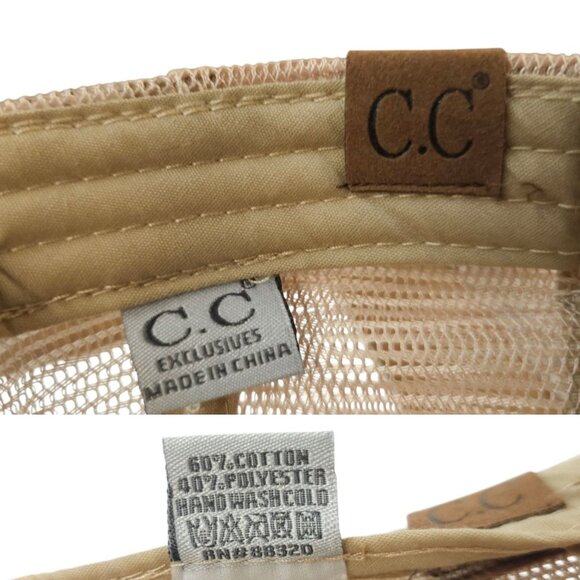 C.C®
C.C®
EXCLUSIVES
MADE IN CHINA
60% COTTON
40% POLYESTER
HAND WASH COLD
RN#88320
C.C